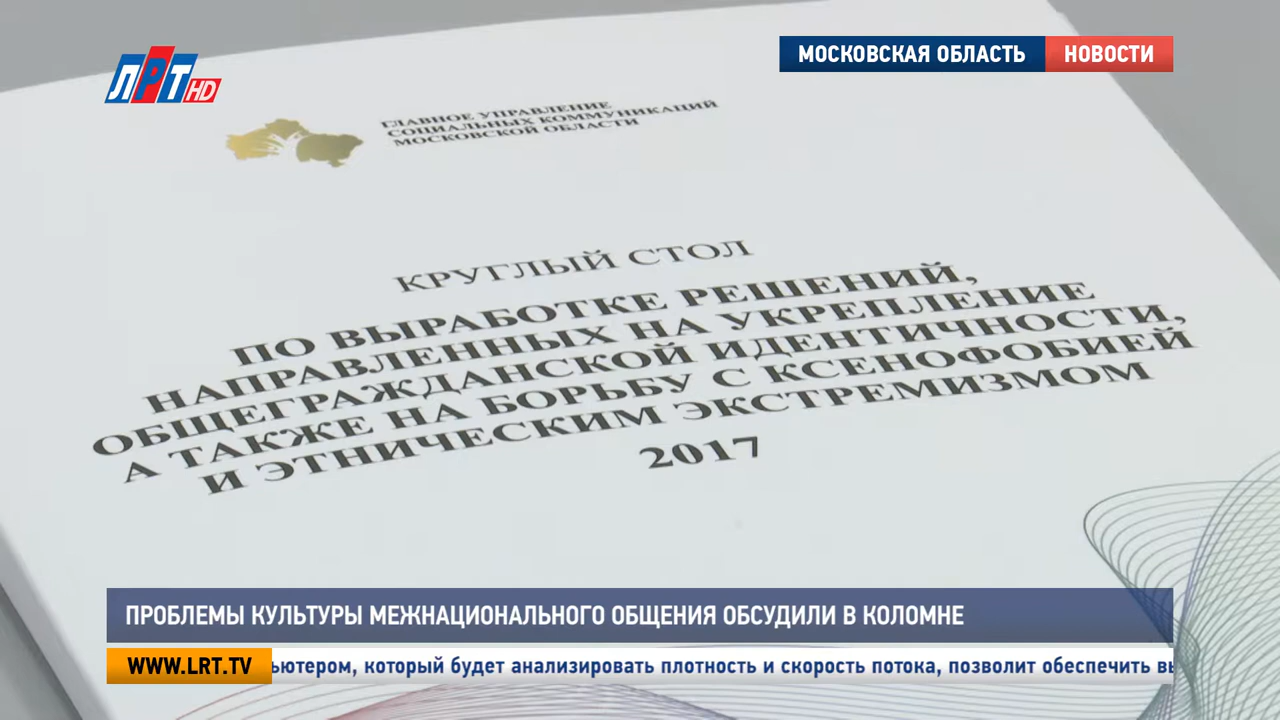 ЛРТ HD
МОСКОВСКАЯ ОБЛАСТЬ НОВОСТИ
ГЛАВНОЕ УПРАВЛЕНИЕ
СОЦИАЛЬНЫХ КОММУНИКАЦИЙ
МОСКОВСКОЙ ОБЛАСТИ
КРУГЛЫЙ СТОЛ
ПО ВЫРАБОТКЕ РЕШЕНИЙ,
НАПРАВЛЕННЫХ НА УКРЕПЛЕНИЕ
ОБЩЕГРАЖДАНСКОЙ ИДЕНТИЧНОСТИ,
А ТАКЖЕ НА БОРЬБУ С КСЕНОФОБИЕЙ
И ЭТНИЧЕСКИМ ЭКСТРЕМИЗМОМ
2017
ПРОБЛЕМЫ КУЛЬТУРЫ МЕЖНАЦИОНАЛЬНОГО ОБЩЕНИЯ ОБСУДИЛИ В КОЛОМНЕ
WWW.LRT.TV ьютером, который будет анализировать плотность и скорость потока, позволит обеспечить